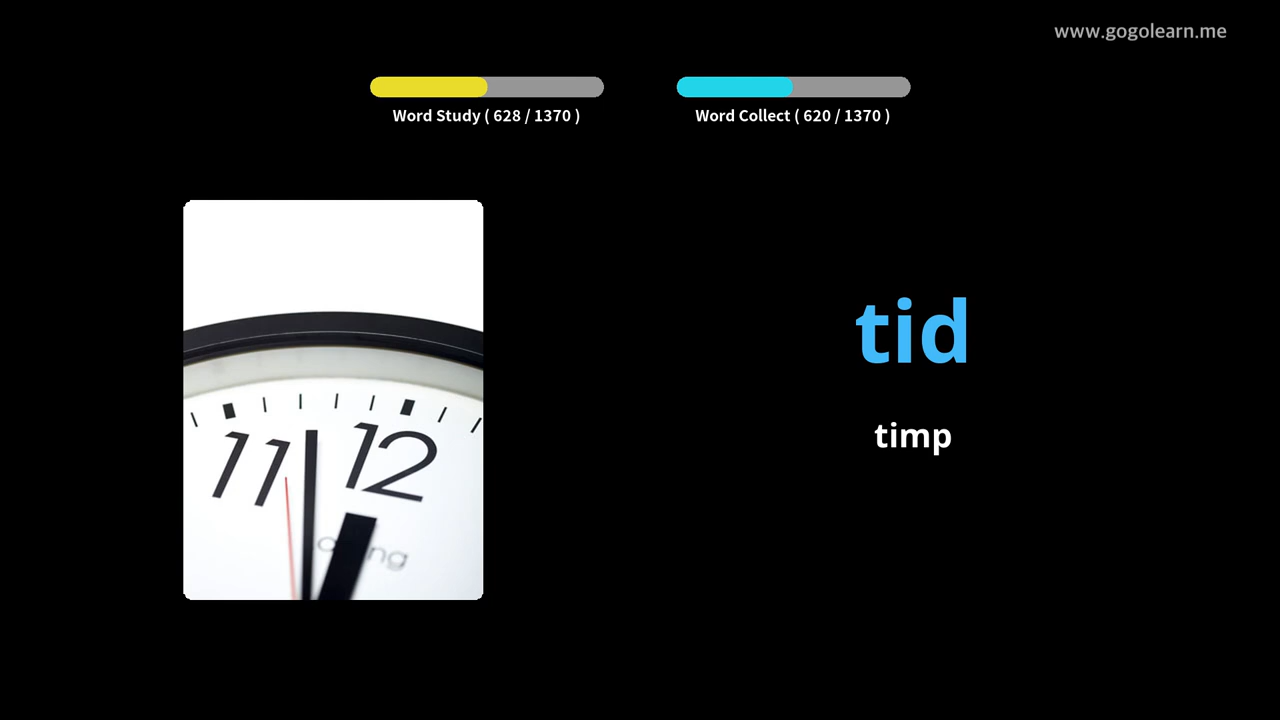 www.gogolearn.me
Word Study ( 628 / 1370 )
Word Collect ( 620 / 1370 )
tid
timp
11
12